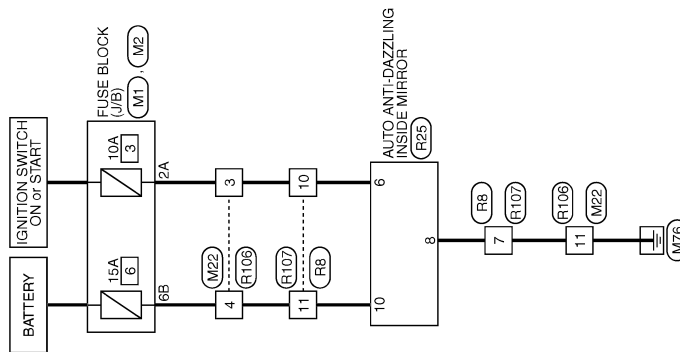 IGNITION SWITCH
ON or START
BATTERY
FUSE BLOCK
(J/B)
M1 , M2
10A
3
15A
6
2A
6B
3
M22
4
R106
10
R107
11
R8
AUTO ANTI-DAZZLING
INSIDE MIRROR
R25
6
10
8
R8
7
R107
R106
11
M22
M76